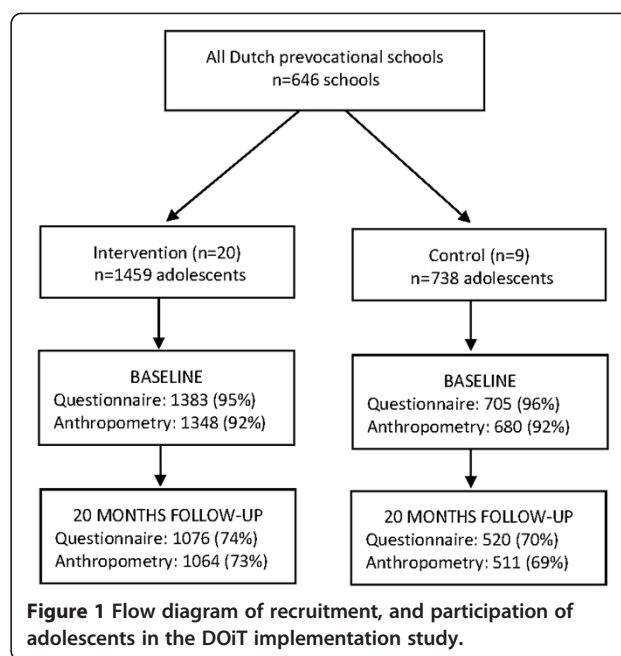 All Dutch prevocational schools
n=646 schools
Intervention (n=20)
n=1459 adolescents
Control (n=9)
n=738 adolescents
BASELINE
Questionnaire: 1383 (95%)
Anthropometry: 1348 (92%)
BASELINE
Questionnaire: 705 (96%)
Anthropometry: 680 (92%)
20 MONTHS FOLLOW-UP
Questionnaire: 1076 (74%)
Anthropometry: 1064 (73%)
20 MONTHS FOLLOW-UP
Questionnaire: 520 (70%)
Anthropometry: 511 (69%)
Figure 1 Flow diagram of recruitment, and participation of
adolescents in the DOiT implementation study.